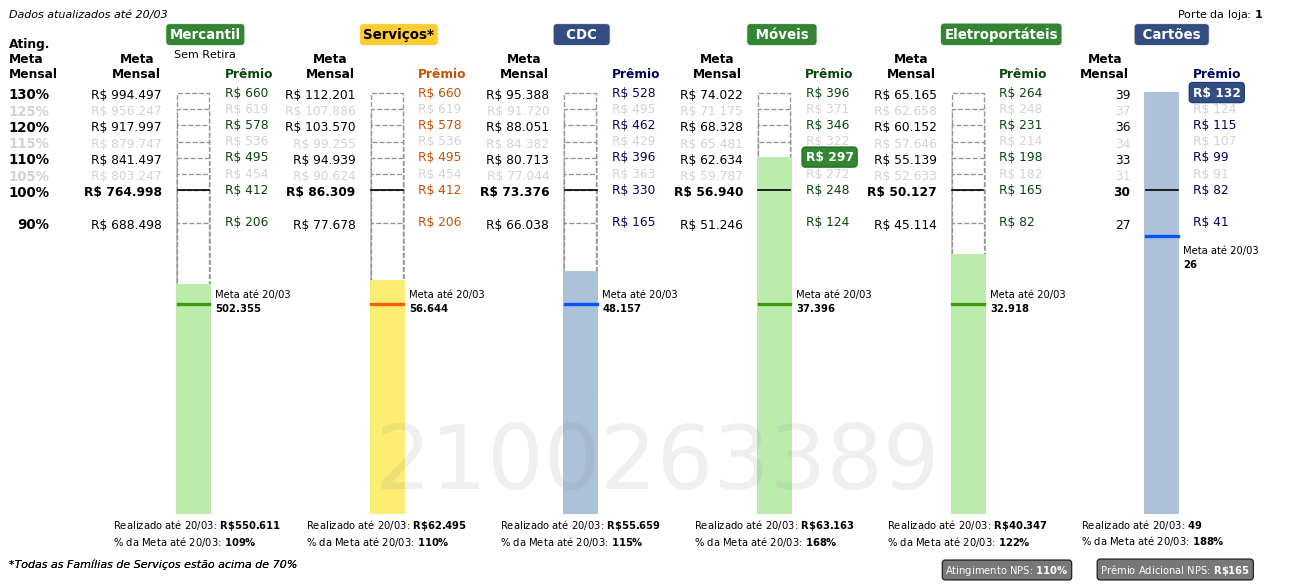 Dados atualizados até 20/03 Porte da loja: 1
Mercantil Serviços* CDC Móveis Eletroportáteis Cartões
Sem Retira
Ating. Meta Mensal Meta Mensal Prêmio Meta Mensal Prêmio Meta Mensal Prêmio Meta Mensal Prêmio Meta Mensal Prêmio Meta Mensal Prêmio
130% R$ 994.497 R$ 660 R$ 112.201 R$ 660 R$ 95.388 R$ 528 R$ 74.022 R$ 396 R$ 65.165 R$ 264 39 R$ 132
125% R$ 956.247 R$ 619 R$ 107.886 R$ 619 R$ 91.720 R$ 495 R$ 71.175 R$ 371 R$ 62.658 R$ 248 37 R$ 124
120% R$ 917.997 R$ 578 R$ 103.570 R$ 578 R$ 88.051 R$ 462 R$ 68.328 R$ 346 R$ 60.152 R$ 231 36 R$ 115
115% R$ 879.747 R$ 536 R$ 99.255 R$ 536 R$ 84.382 R$ 429 R$ 65.481 R$ 322 R$ 57.646 R$ 214 34 R$ 107
110% R$ 841.497 R$ 495 R$ 94.939 R$ 495 R$ 80.713 R$ 396 R$ 62.634 R$ 297 R$ 55.139 R$ 198 33 R$ 99
105% R$ 803.247 R$ 454 R$ 90.624 R$ 454 R$ 77.044 R$ 363 R$ 59.787 R$ 272 R$ 52.633 R$ 182 31 R$ 91
100% R$ 764.998 R$ 412 R$ 86.309 R$ 412 R$ 73.376 R$ 330 R$ 56.940 R$ 248 R$ 50.127 R$ 165 30 R$ 82
90% R$ 688.498 R$ 206 R$ 77.678 R$ 206 R$ 66.038 R$ 165 R$ 51.246 R$ 124 R$ 45.114 R$ 82 27 R$ 41
Meta até 20/03
26
Meta até 20/03 Meta até 20/03 Meta até 20/03 Meta até 20/03 Meta até 20/03
502.355 56.644 48.157 37.396 32.918
2100263389
Realizado até 20/03: R$550.611 Realizado até 20/03: R$62.495 Realizado até 20/03: R$55.659 Realizado até 20/03: R$63.163 Realizado até 20/03: R$40.347 Realizado até 20/03: 49
% da Meta até 20/03: 109% % da Meta até 20/03: 110% % da Meta até 20/03: 115% % da Meta até 20/03: 168% % da Meta até 20/03: 122% % da Meta até 20/03: 188%
*Todas as Famílias de Serviços estão acima de 70% Atingimento NPS: 110% Prêmio Adicional NPS: R$165